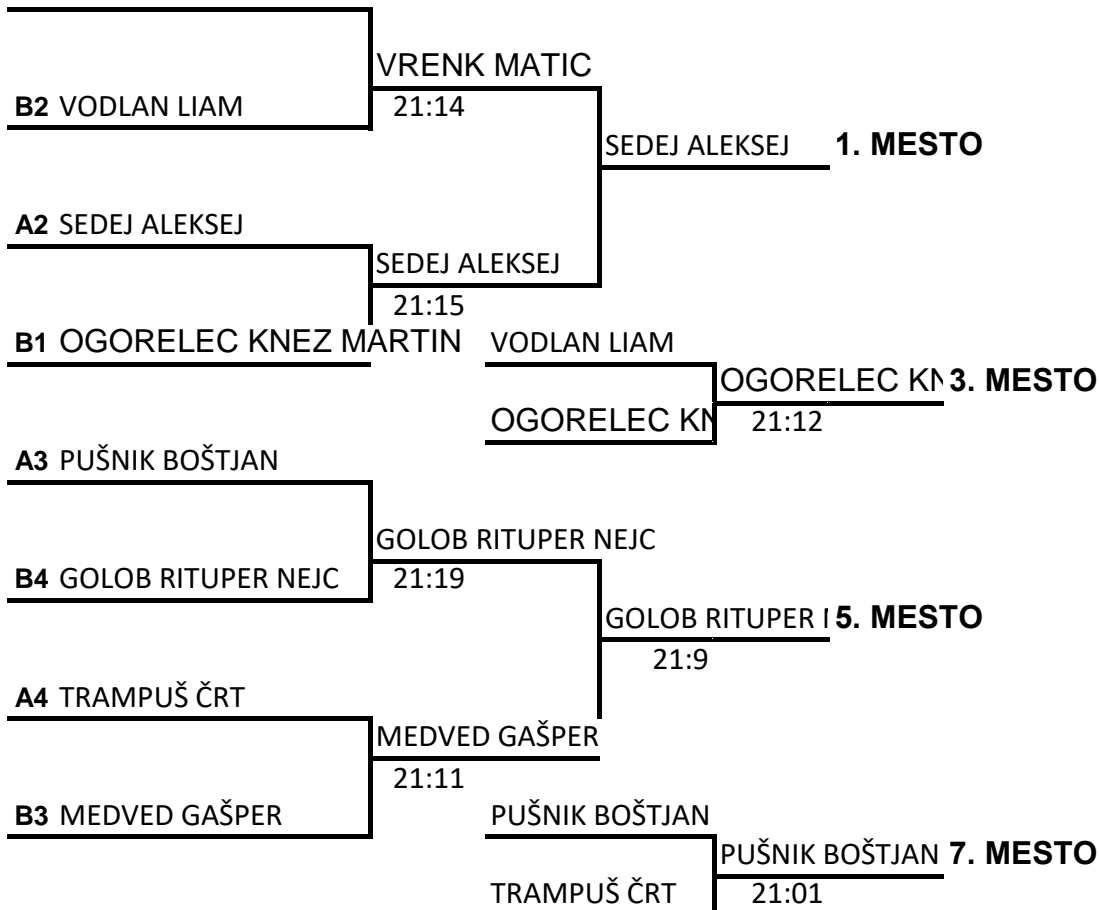 VRENK MATIC
B2 VODLAN LIAM 21:14
SEDEJ ALEKSEJ 1. MESTO
A2 SEDEJ ALEKSEJ
SEDEJ ALEKSEJ
21:15
B1 OGORELEC KNEZ MARTIN VODLAN LIAM
OGORELEC KN 3. MESTO
OGORELEC KN 21:12
A3 PUŠNIK BOŠTJAN
GOLOB RITUPER NEJC
B4 GOLOB RITUPER NEJC 21:19
GOLOB RITUPER 5. MESTO
21:9
A4 TRAMPUŠ ČRT
MEDVED GAŠPER
21:11
B3 MEDVED GAŠPER PUŠNIK BOŠTJAN
PUŠNIK BOŠTJAN 7. MESTO
TRAMPUŠ ČRT 21:01